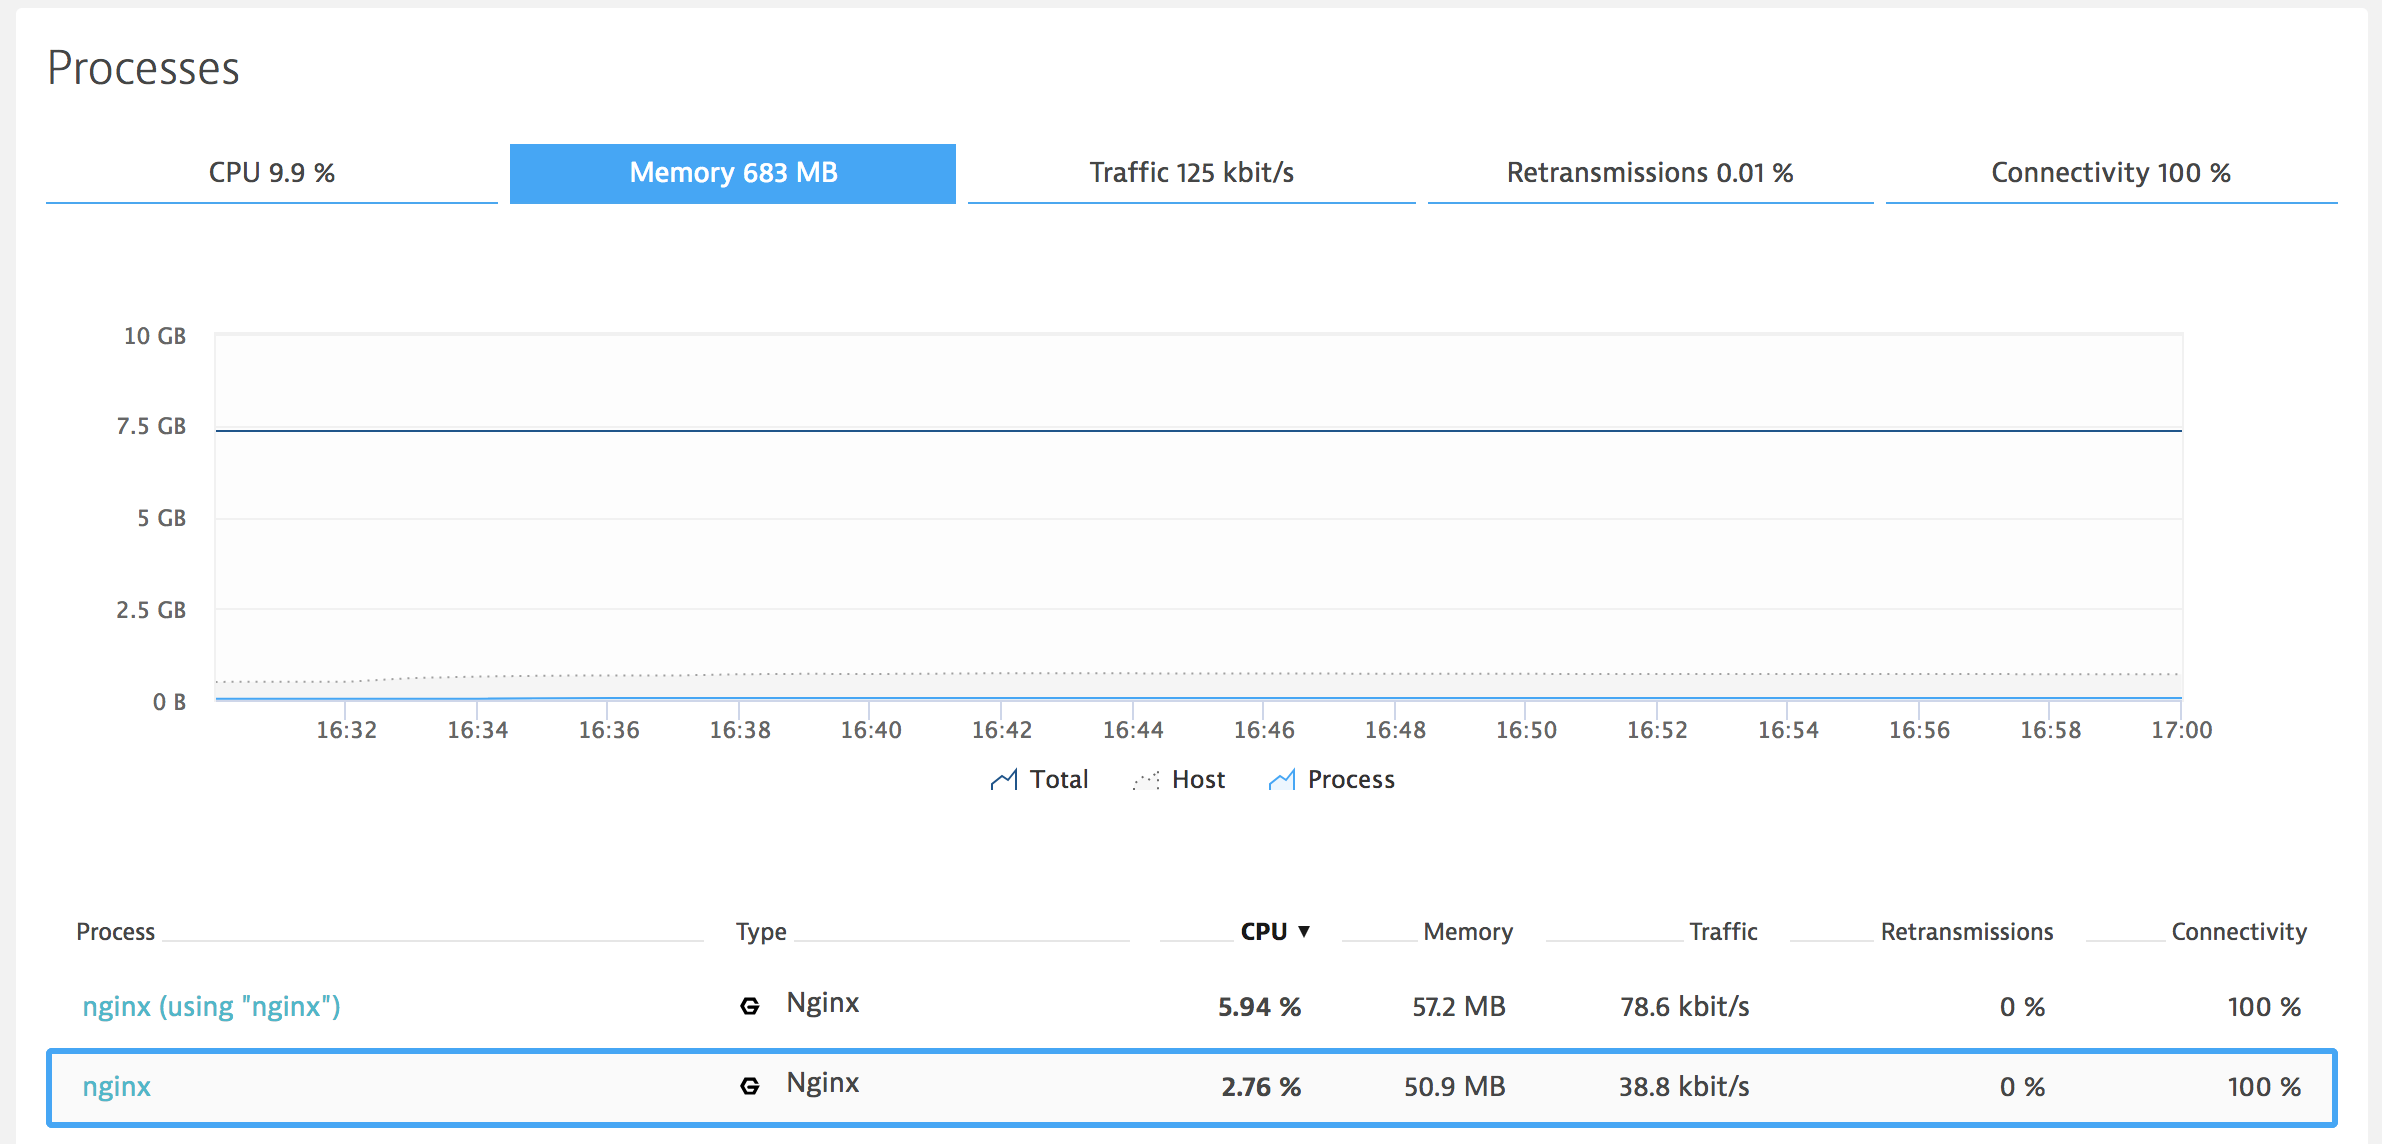 Processes
CPU 9.9 % Memory 683 MB Traffic 125 kbit/s Retransmissions 0.01 % Connectivity 100 %
10 GB
7.5 GB
5 GB
2.5 GB
0 B
16:32 16:34 16:36 16:38 16:40 16:42 16:44 16:46 16:48 16:50 16:52 16:54 16:56 16:58 17:00
Total Host Process
Process Type CPU ▼ Memory Traffic Retransmissions Connectivity
nginx (using "nginx") Nginx 5.94 % 57.2 MB 78.6 kbit/s 0 % 100 %
nginx Nginx 2.76 % 50.9 MB 38.8 kbit/s 0 % 100 %